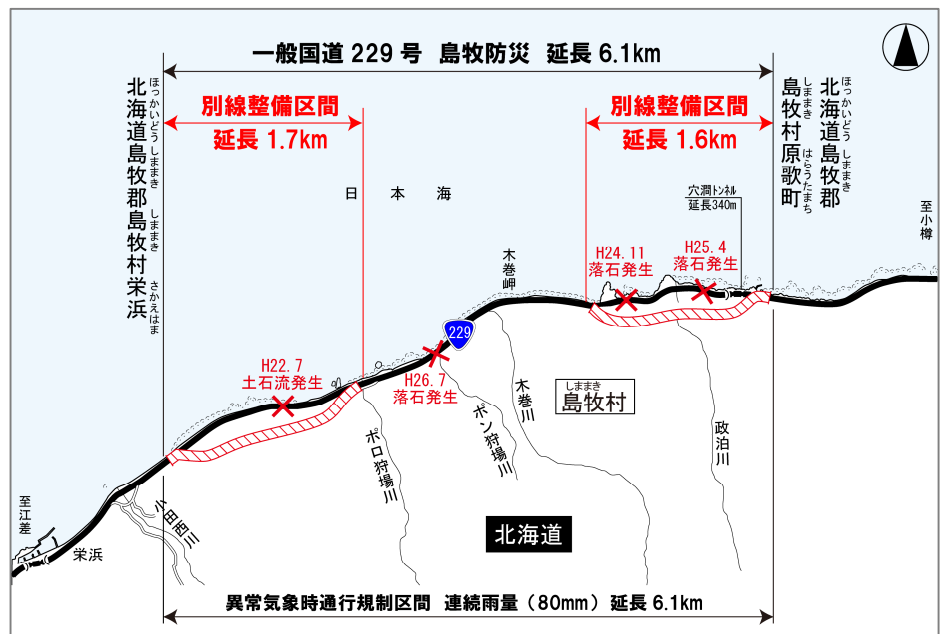 一般国道229号 島牧防災 延長6.1km
別線整備区間
延長 1.7km
別線整備区間
延長 1.6km
北海道島牧郡島牧村栄浜
ほっかいどう しままき しままき さかえはま
北海道島牧郡
ほっかいどう しままき
島牧村原歌町
しままき はらうたまち
日本海
穴澗トンネル
延長340m
至小樽
H24.11
落石発生
H25.4
落石発生
木巻岬
229
H22.7
土石流発生
H26.7
落石発生
しままき
島牧村
木巻川
ポン狩場川
ポロ狩場川
政泊川
小田西川
至江差
栄浜
北海道
異常気象時通行規制区間 連続雨量(80mm)延長6.1km